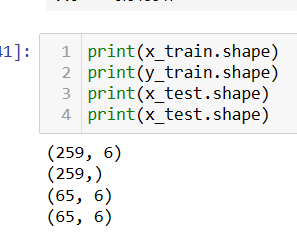 41]:
1 print(x_train.shape)
2 print(y_train.shape)
3 print(x_test.shape)
4 print(x_test.shape)
(259, 6)
(259,)
(65, 6)
(65, 6)